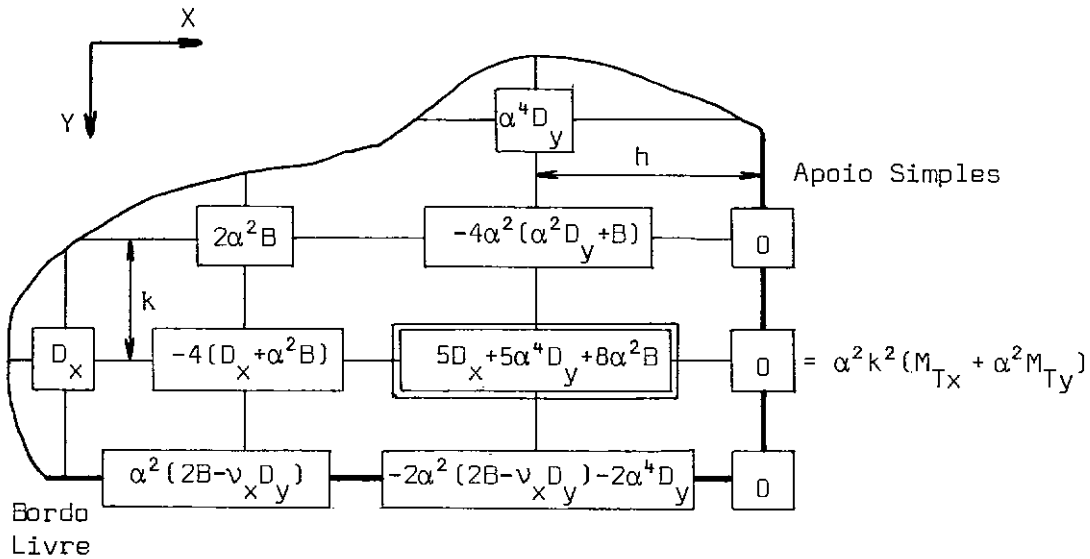 X
Y
α⁴D_y
h
Apoio Simples
2α²B
-4α²(α²D_y+B)
0
k
D_x
-4(D_x+α²B)
5D_x+5α⁴D_y+8α²B
0
= α²k²(M_Tx + α²M_Ty)
α²(2B-ν_xD_y)
-2α²(2B-ν_xD_y)-2α⁴D_y
0
Bordo
Livre